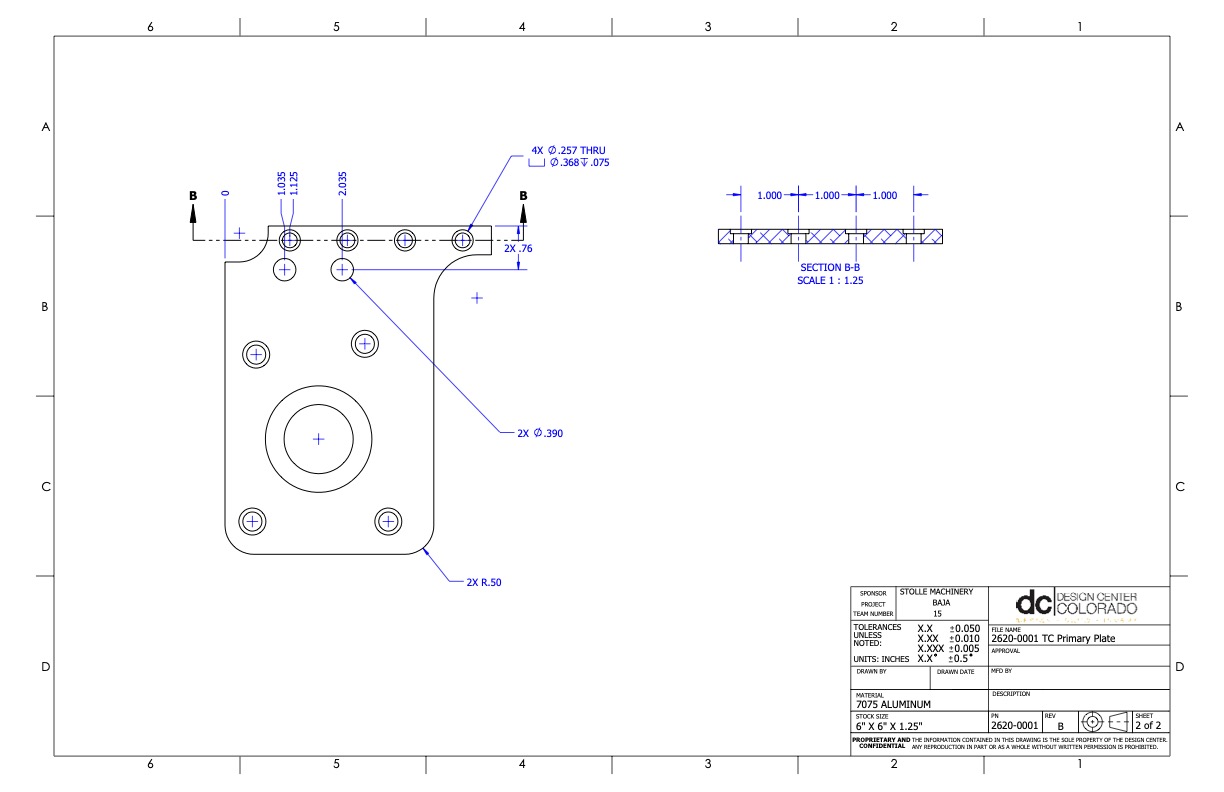 6 5 4 3 2 1
A A
4X ∅.257 THRU
⌴ ∅.368↧.075
B 0 1.035 1.125 2.035 B
1.000 1.000 1.000
2X .76
SECTION B-B
SCALE 1 : 1.25
B B
2X ∅.390
C C
2X R.50
SPONSOR STOLLE MACHINERY
PROJECT BAJA
TEAM NUMBER 15
dc DESIGN CENTER
COLORADO
TOLERANCES
UNLESS
NOTED:
X.X ±0.050
X.XX ±0.010
X.XXX ±0.005
UNITS: INCHES X.X° ±0.5°
FILE NAME
2620-0001 TC Primary Plate
APPROVAL
D D
DRAWN BY DRAWN DATE MFD BY
MATERIAL
7075 ALUMINUM
DESCRIPTION
STOCK SIZE
6" X 6" X 1.25"
PN
2620-0001
REV
B
SHEET
2 of 2
PROPRIETARY AND CONFIDENTIAL
THE INFORMATION CONTAINED IN THIS DRAWING IS THE SOLE PROPERTY OF THE DESIGN CENTER.
ANY REPRODUCTION IN PART OR AS A WHOLE WITHOUT WRITTEN PERMISSION IS PROHIBITED.
6 5 4 3 2 1